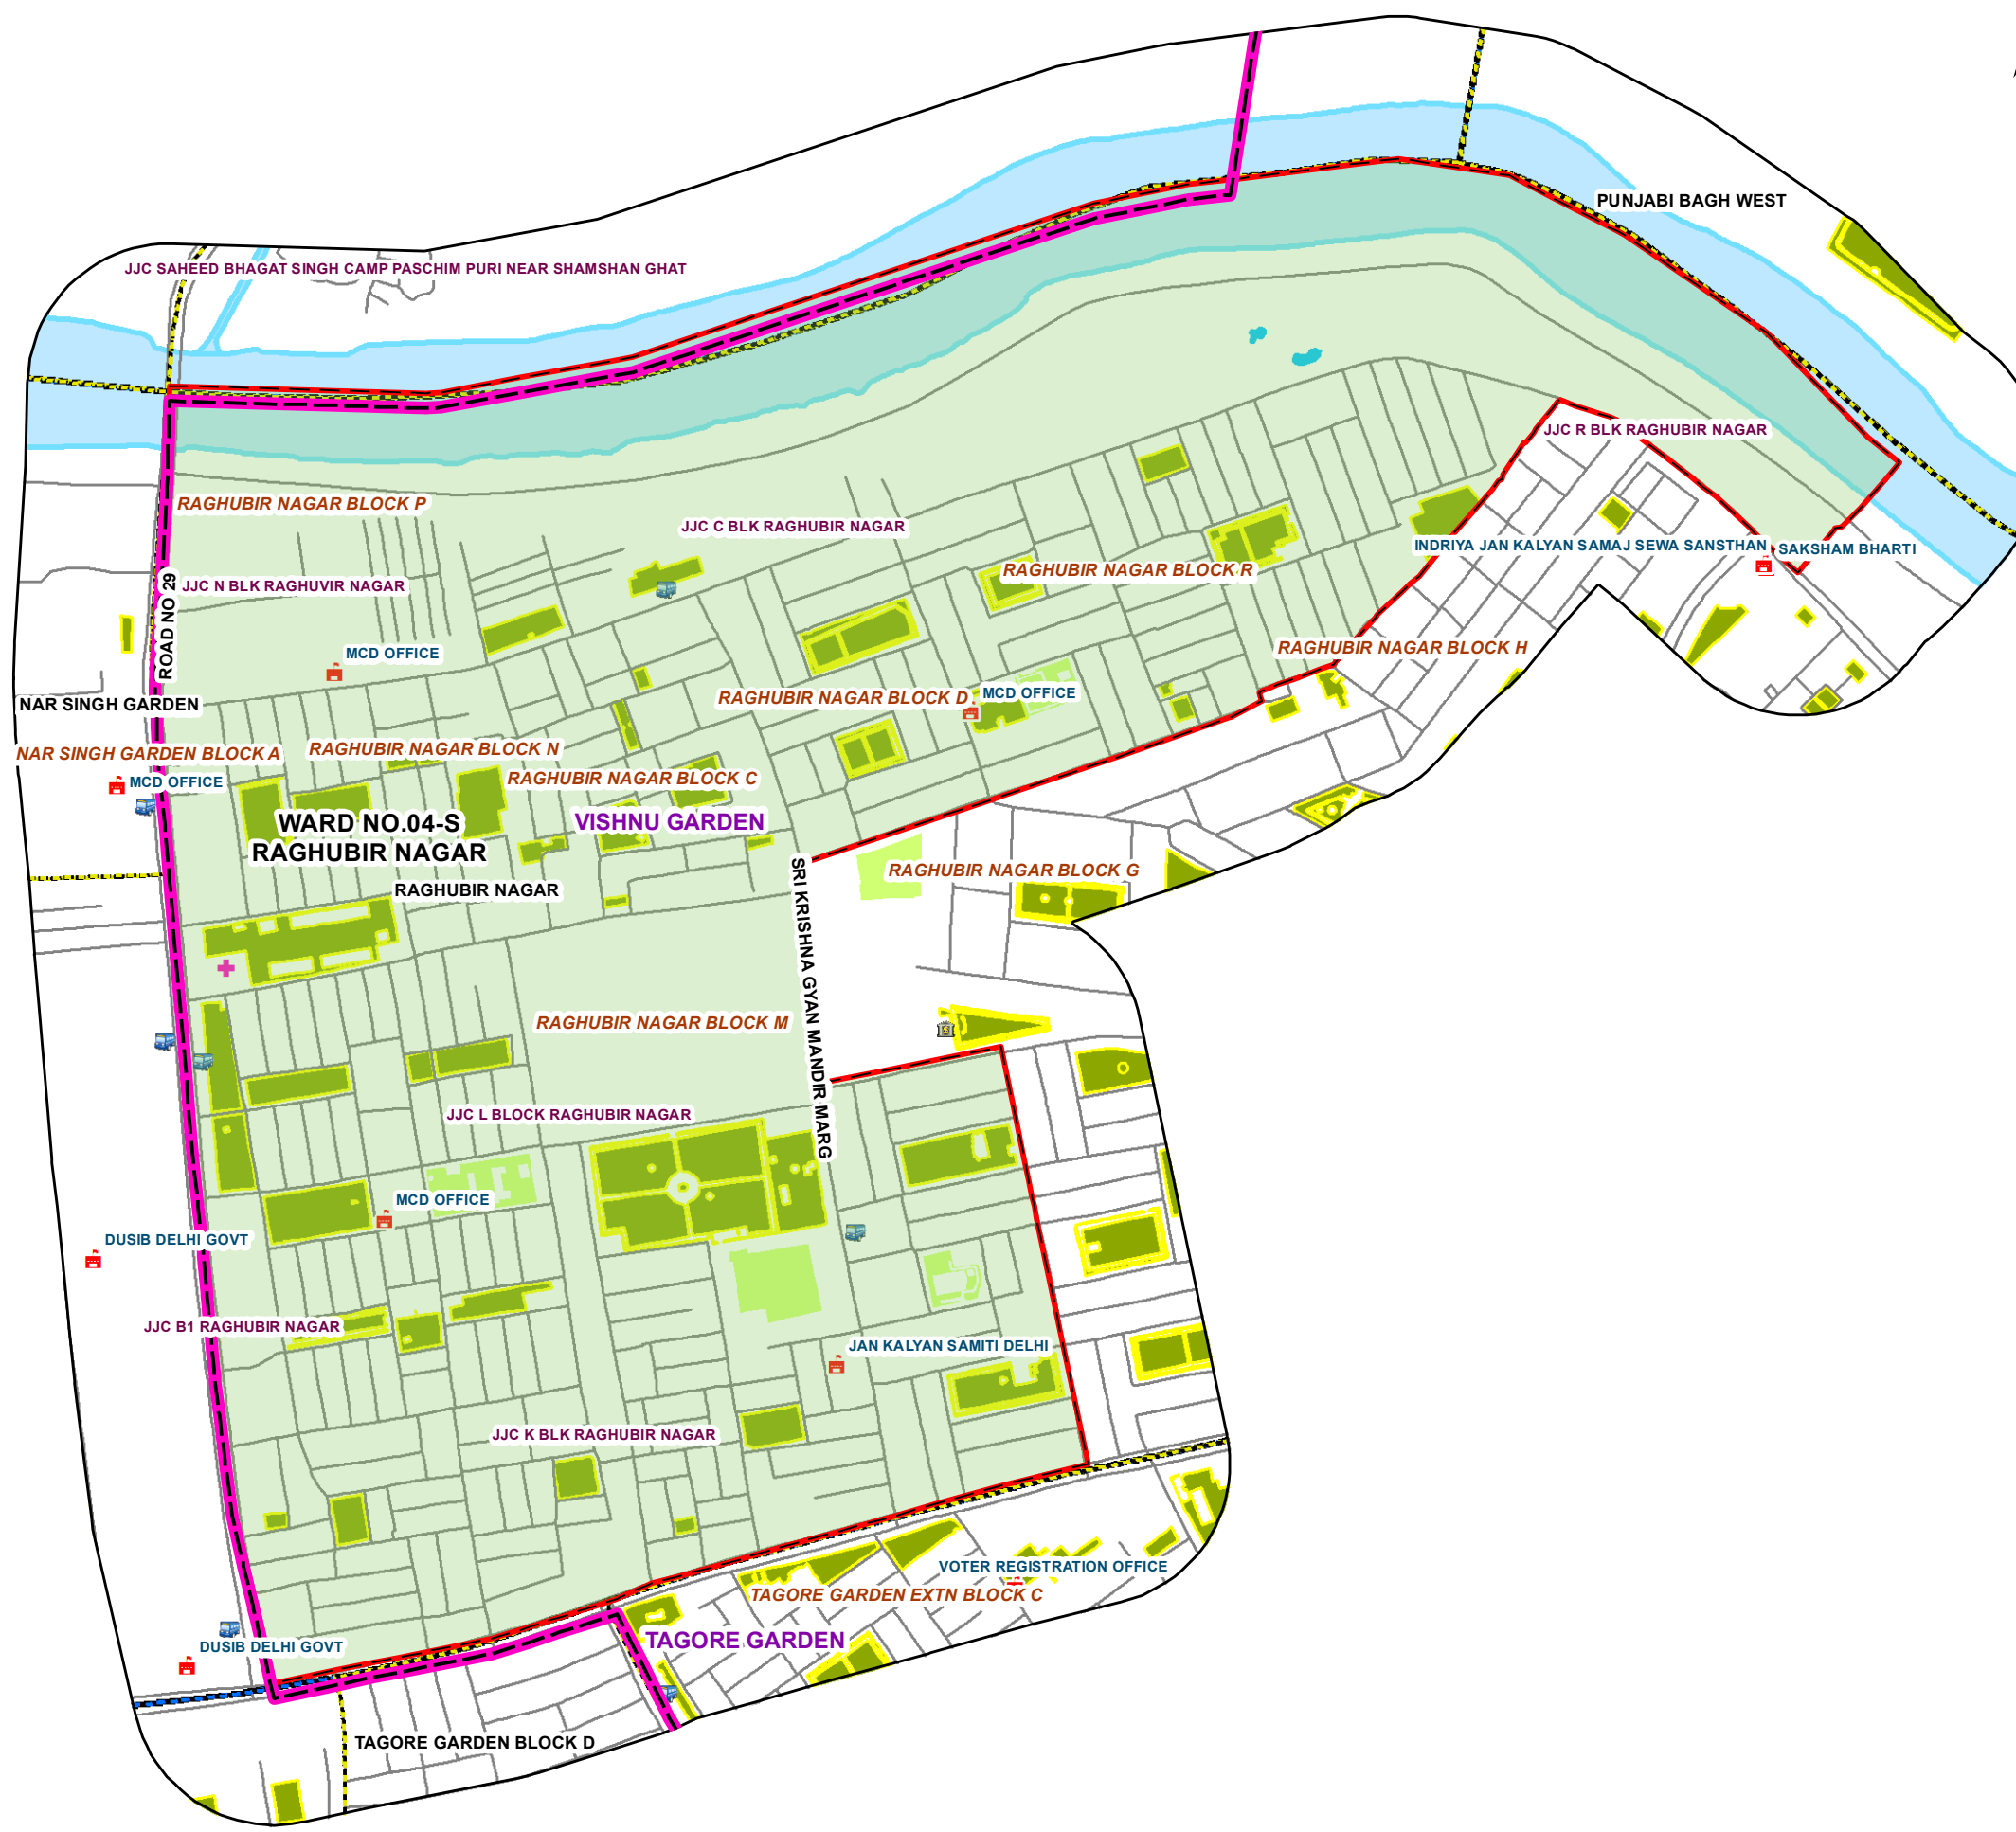 PUNJABI BAGH WEST
JJC SAHEED BHAGAT SINGH CAMP PASCHIM PURI NEAR SHAMSHAN GHAT
JJC R BLK RAGHUBIR NAGAR
RAGHUBIR NAGAR BLOCK P
JJC C BLK RAGHUBIR NAGAR
INDRIYA JAN KALYAN SAMAJ SEWA SANSTHAN
SAKSHAM BHARTI
RAGHUBIR NAGAR BLOCK R
JJC N BLK RAGHUVIR NAGAR
ROAD NO 29
RAGHUBIR NAGAR BLOCK H
MCD OFFICE
RAGHUBIR NAGAR BLOCK D
MCD OFFICE
NAR SINGH GARDEN
NAR SINGH GARDEN BLOCK A
RAGHUBIR NAGAR BLOCK N
RAGHUBIR NAGAR BLOCK C
MCD OFFICE
WARD NO.04-S
RAGHUBIR NAGAR
VISHNU GARDEN
RAGHUBIR NAGAR
RAGHUBIR NAGAR BLOCK G
SRI KRISHNA GYAN MANDIR MARG
RAGHUBIR NAGAR BLOCK M
JJC L BLOCK RAGHUBIR NAGAR
MCD OFFICE
DUSIB DELHI GOVT
JJC B1 RAGHUBIR NAGAR
JAN KALYAN SAMITI DELHI
JJC K BLK RAGHUBIR NAGAR
VOTER REGISTRATION OFFICE
TAGORE GARDEN EXTN BLOCK C
TAGORE GARDEN
DUSIB DELHI GOVT
TAGORE GARDEN BLOCK D